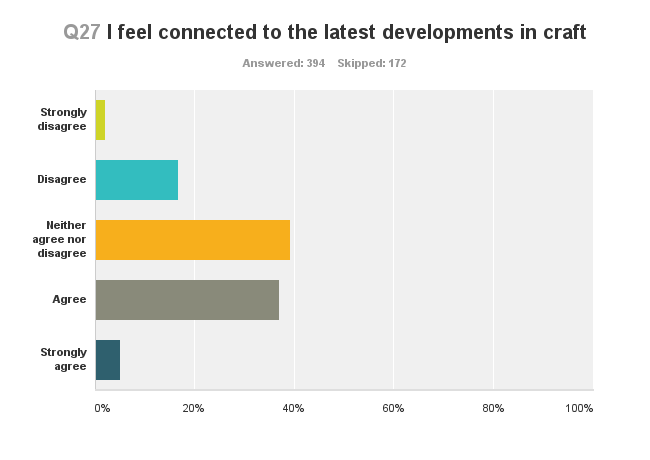 Q27 I feel connected to the latest developments in craft
Answered: 394 Skipped: 172
Strongly
disagree
Disagree
Neither
agree nor
disagree
Agree
Strongly
agree
0% 20% 40% 60% 80% 100%